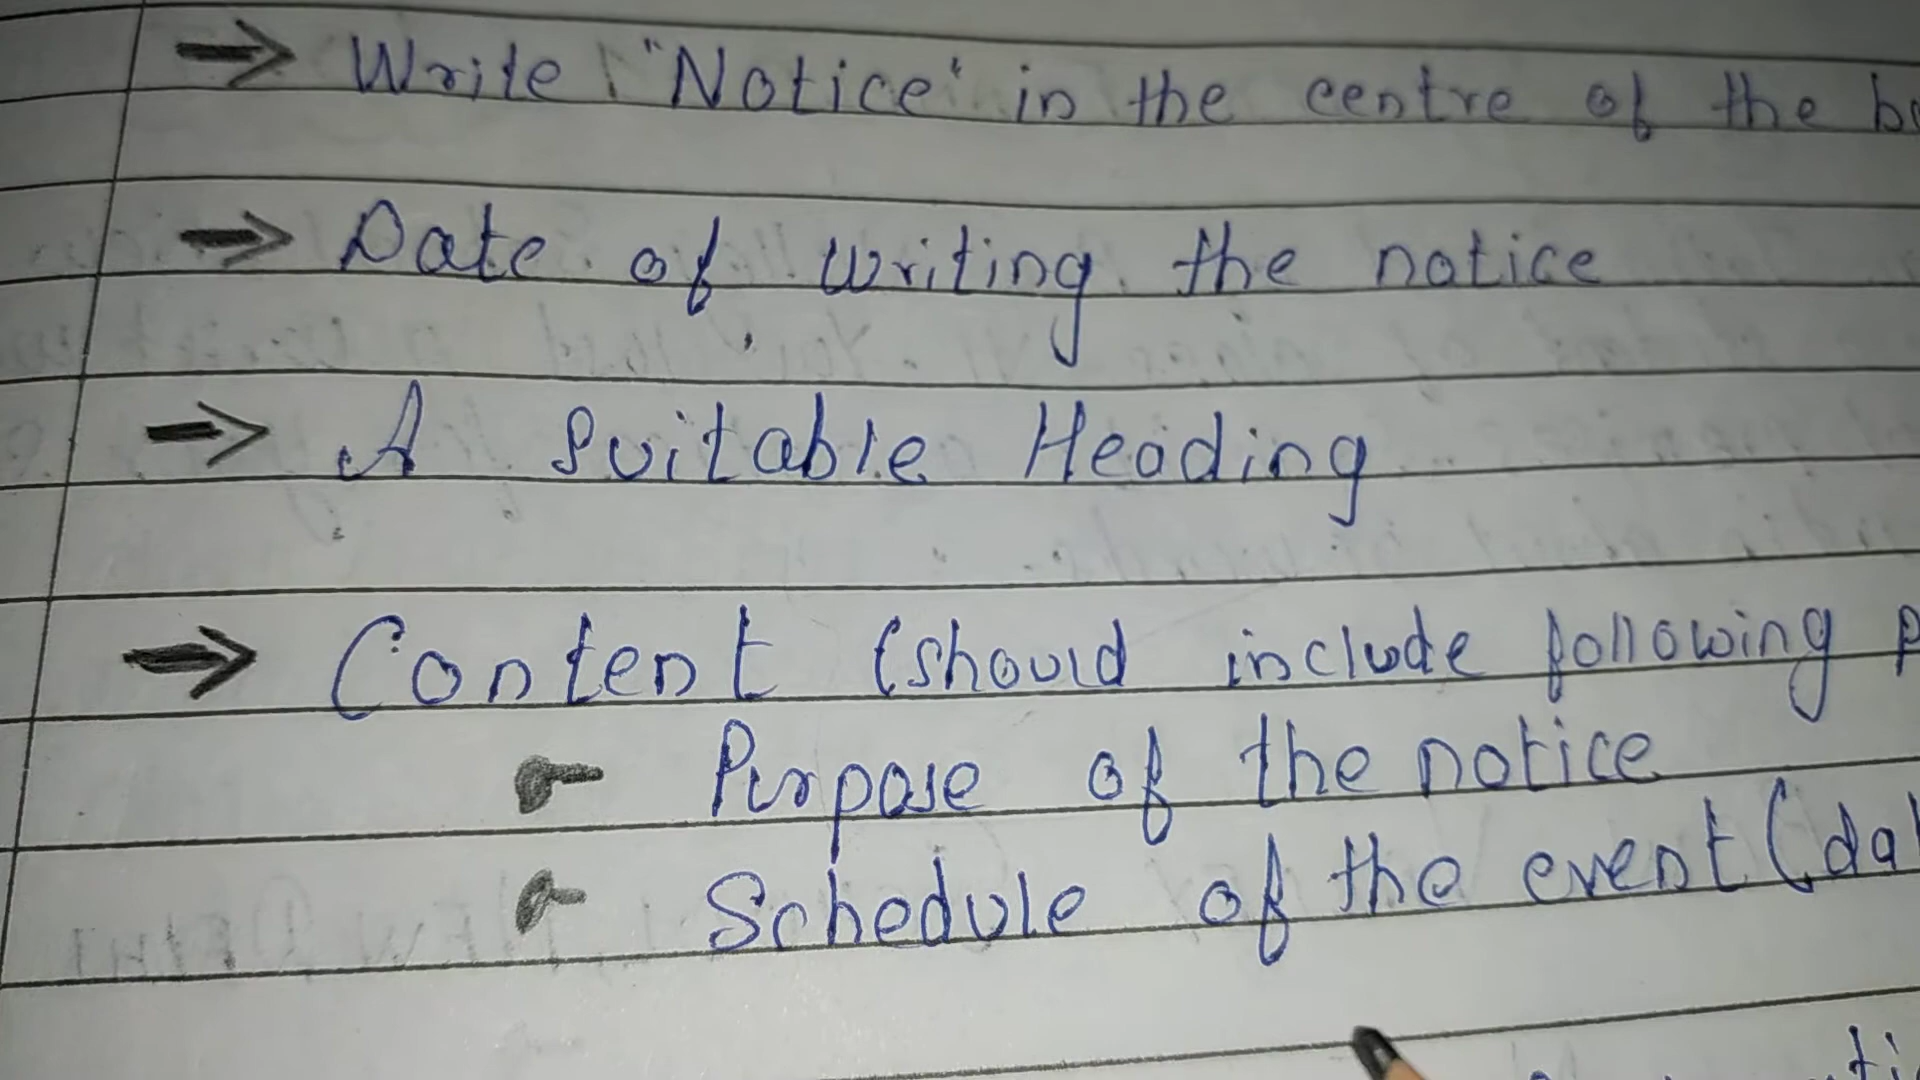 → Write "Notice" in the centre of the
→ Date of writing the notice
→ A Suitable Heading
→ Content (should include following
Purpose of the notice
Schedule of the event (da